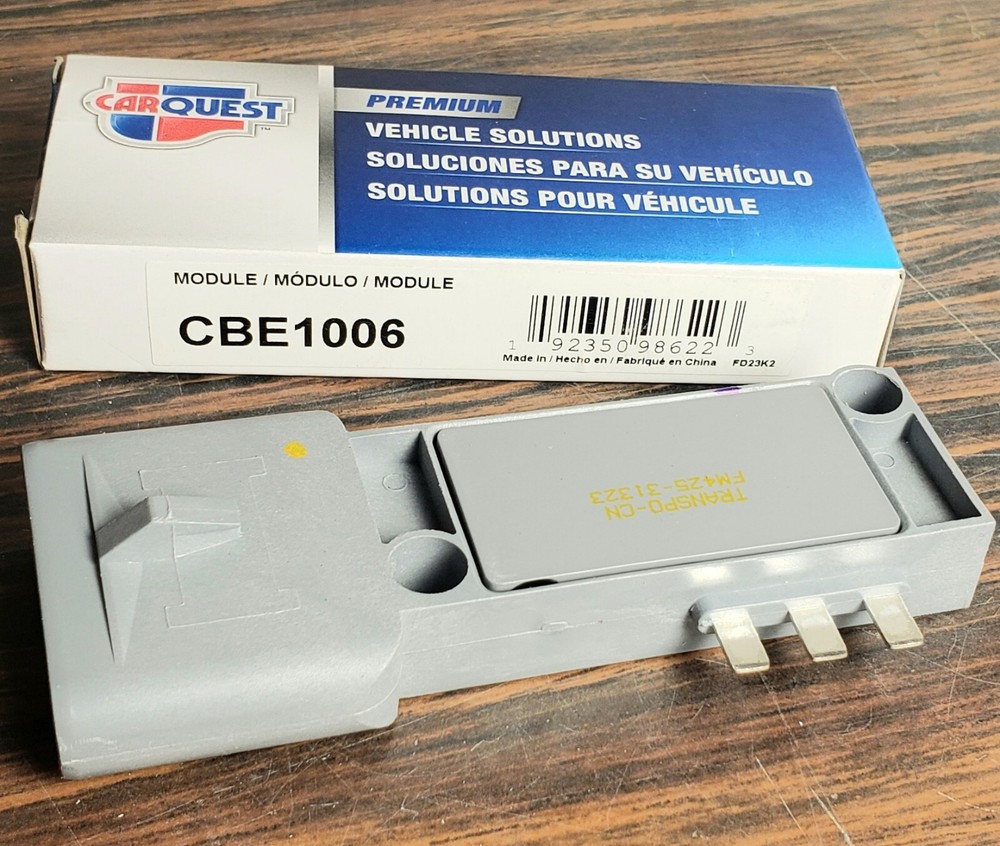 CARQUEST™
PREMIUM
VEHICLE SOLUTIONS
SOLUCIONES PARA SU VEHÍCULO
SOLUTIONS POUR VÉHICULE
MODULE / MÓDULO / MODULE
CBE1006
1 92350 98622 3
Made in / Hecho en / Fabriqué en China FD23K2
TRANSPO-CN
FM425-31323